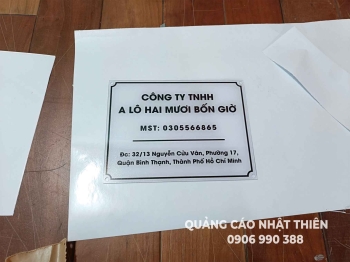 CÔNG TY TNHH
A LÔ HAI MƯƠI BỐN GIỜ
MST: 0305566865
Đc: 32/13 Nguyễn Cửu Vân, Phường 17,
Quận Bình Thạnh, Thành Phố Hồ Chí Minh
QUẢNG CÁO NHẬT THIÊN
0906 990 388